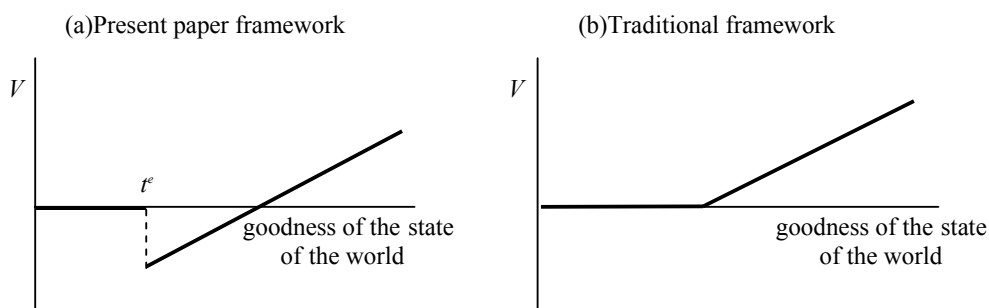 (a)Present paper framework
V
t^e
goodness of the state
of the world
(b)Traditional framework
V
goodness of the state
of the world